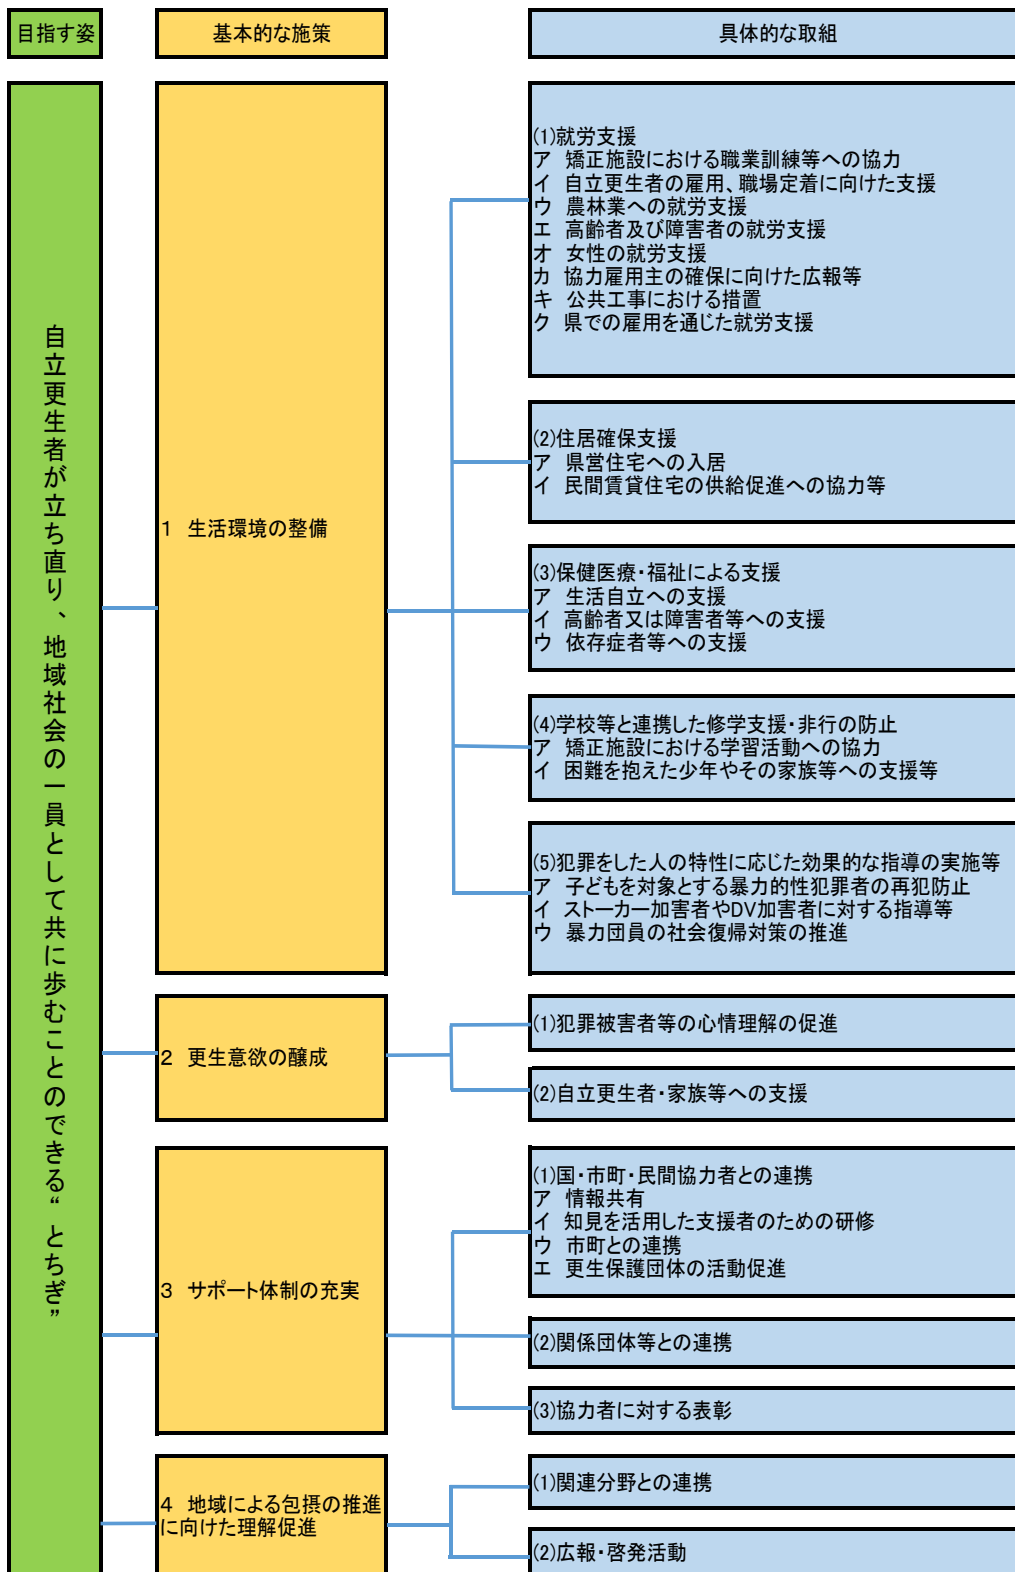 目指す姿
基本的な施策
具体的な取組
自立更生者が立ち直り、地域社会の一員として共に歩むことのできる“とちぎ”
1 生活環境の整備
(1)就労支援
ア 矯正施設における職業訓練等への協力
イ 自立更生者の雇用、職場定着に向けた支援
ウ 農林業への就労支援
エ 高齢者及び障害者の就労支援
オ 女性の就労支援
カ 協力雇用主の確保に向けた広報等
キ 公共工事における措置
ク 県での雇用を通じた就労支援
(2)住居確保支援
ア 県営住宅への入居
イ 民間賃貸住宅の供給促進への協力等
(3)保健医療・福祉による支援
ア 生活自立への支援
イ 高齢者又は障害者等への支援
ウ 依存症者等への支援
(4)学校等と連携した修学支援・非行の防止
ア 矯正施設における学習活動への協力
イ 困難を抱えた少年やその家族等への支援等
(5)犯罪をした人の特性に応じた効果的な指導の実施等
ア 子どもを対象とする暴力的性犯罪者の再犯防止
イ ストーカー加害者やDV加害者に対する指導等
ウ 暴力団員の社会復帰対策の推進
2 更生意欲の醸成
(1)犯罪被害者等の心情理解の促進
(2)自立更生者・家族等への支援
3 サポート体制の充実
(1)国・市町・民間協力者との連携
ア 情報共有
イ 知見を活用した支援者のための研修
ウ 市町との連携
エ 更生保護団体の活動促進
(2)関係団体等との連携
(3)協力者に対する表彰
4 地域による包摂の推進
に向けた理解促進
(1)関連分野との連携
(2)広報・啓発活動